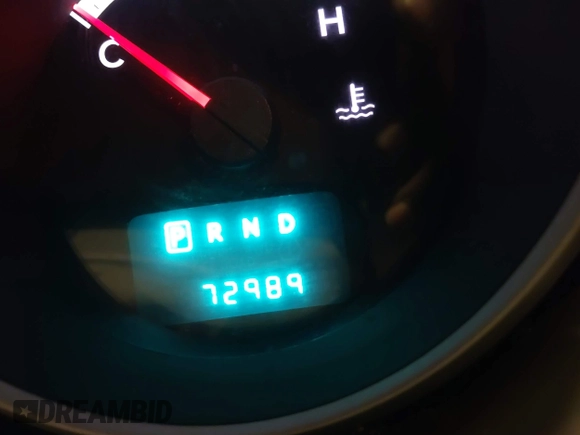 H
C
P R N D
72989
DREAMBID